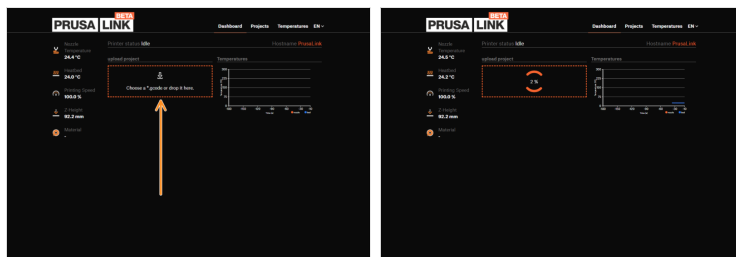 PRUSA LINK BETA
Dashboard Projects Temperatures EN
Printer status Idle
Hostname PrusaLink
Nozzle
Temperature
24.4 °C
Heatbed
24.0 °C
Printing Speed
100.0 %
Z-Height
92.2 mm
Material
-
upload project
Choose a *.gcode or drop it here.
Temperatures
PRUSA LINK BETA
Dashboard Projects Temperatures EN
Printer status Idle
Hostname PrusaLink
Nozzle
Temperature
24.5 °C
Heatbed
24.2 °C
Printing Speed
100.0 %
Z-Height
92.2 mm
Material
-
upload project
2 %
Temperatures